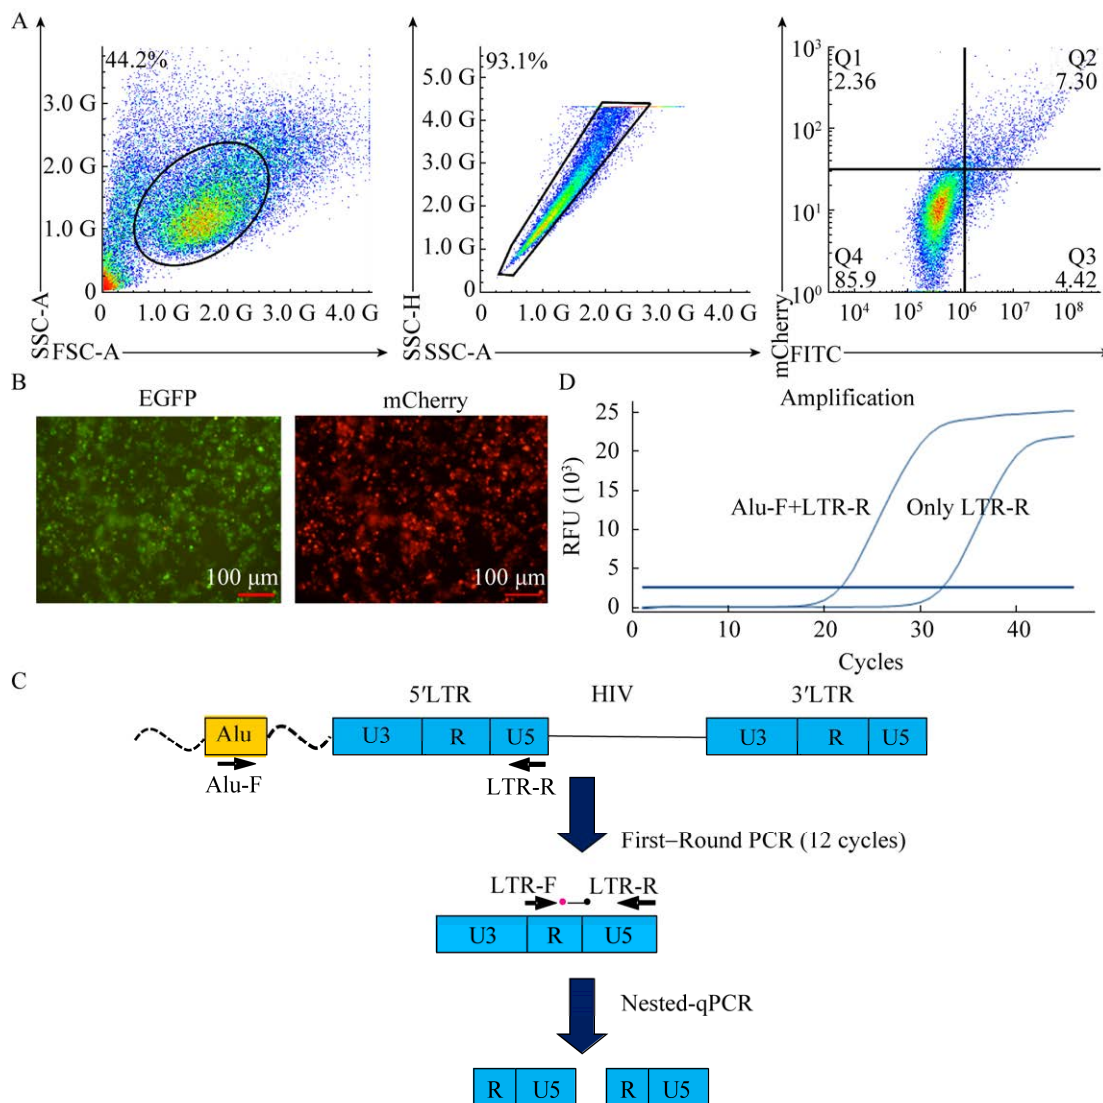 A
44.2%
3.0 G
2.0 G
1.0 G
0
1.0 G 2.0 G 3.0 G 4.0 G
SSC-A
FSC-A
93.1%
5.0 G
4.0 G
3.0 G
2.0 G
1.0 G
0
0 1.0 G 2.0 G 3.0 G 4.0 G
SSC-H
SSC-A
10³
10²
10¹
10⁰
Q1
2.36
Q2
7.30
Q4
85.9
Q3
4.42
10⁴ 10⁵ 10⁶ 10⁷ 10⁸
mCherry
FITC
B
EGFP
mCherry
100 μm
100 μm
D
Amplification
25
20
15
10
5
0
RFU (10³)
Alu-F+LTR-R
Only LTR-R
0 10 20 30 40
Cycles
C
5′LTR HIV 3′LTR
Alu U3 R U5 U3 R U5
Alu-F LTR-R
First–Round PCR (12 cycles)
LTR-F LTR-R
U3 R U5
Nested-qPCR
R U5 R U5